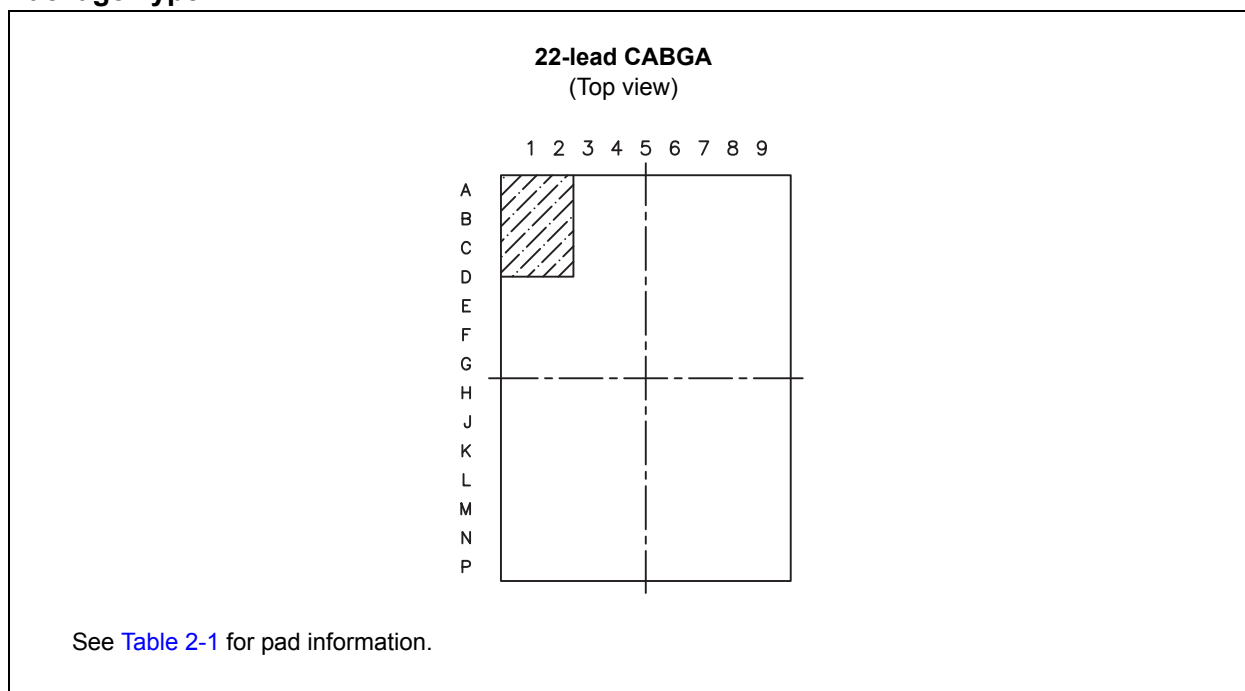 22-lead CABGA
(Top view)
1 2 3 4 5 6 7 8 9
A
B
C
D
E
F
G
H
J
K
L
M
N
P
See Table 2-1 for pad information.